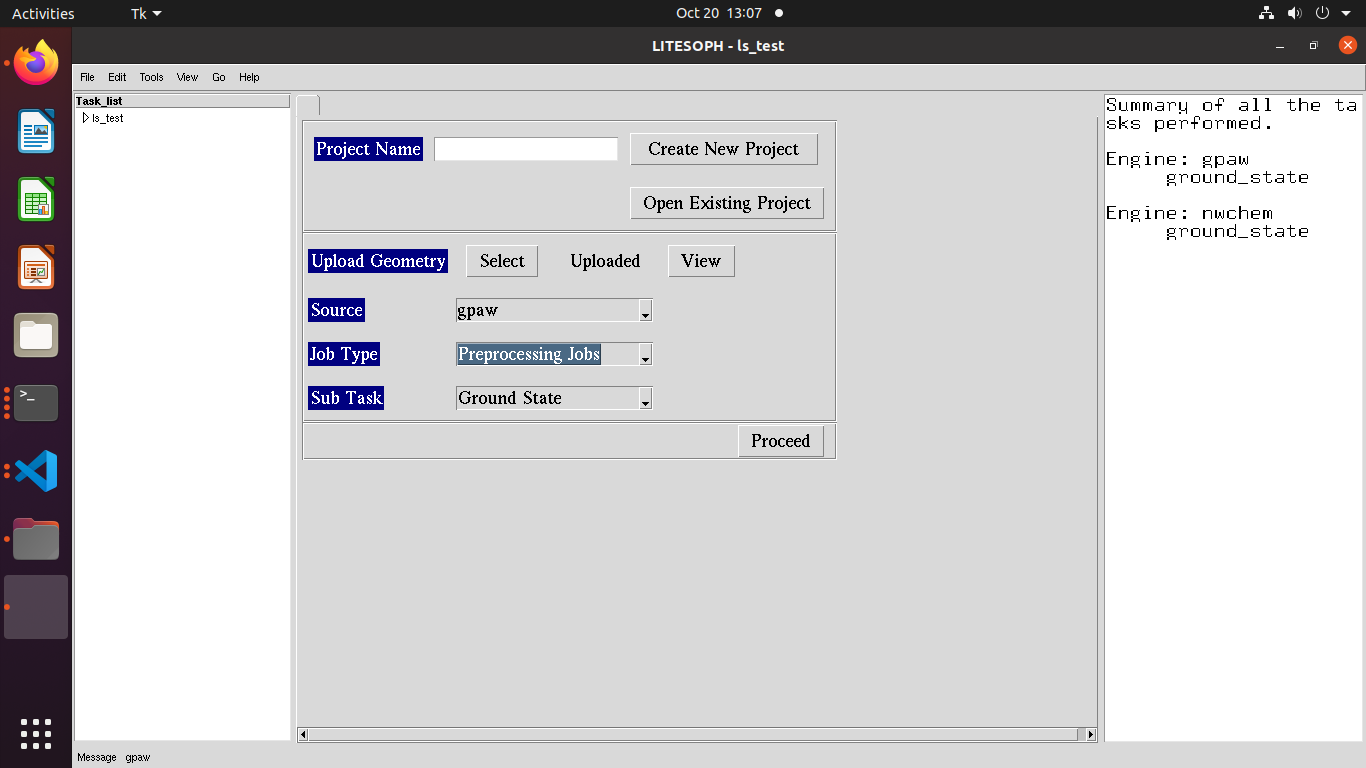 Activities Tk Oct 20 13:07
LITESOPH - ls_test
File Edit Tools View Go Help
Task_list
ls_test
Project Name Create New Project
Open Existing Project
Upload Geometry Select Uploaded View
Source gpaw
Job Type Preprocessing Jobs
Sub Task Ground State
Proceed
Summary of all the ta
sks performed.
Engine: gpaw
ground_state
Engine: nwchem
ground_state
>_
Message gpaw